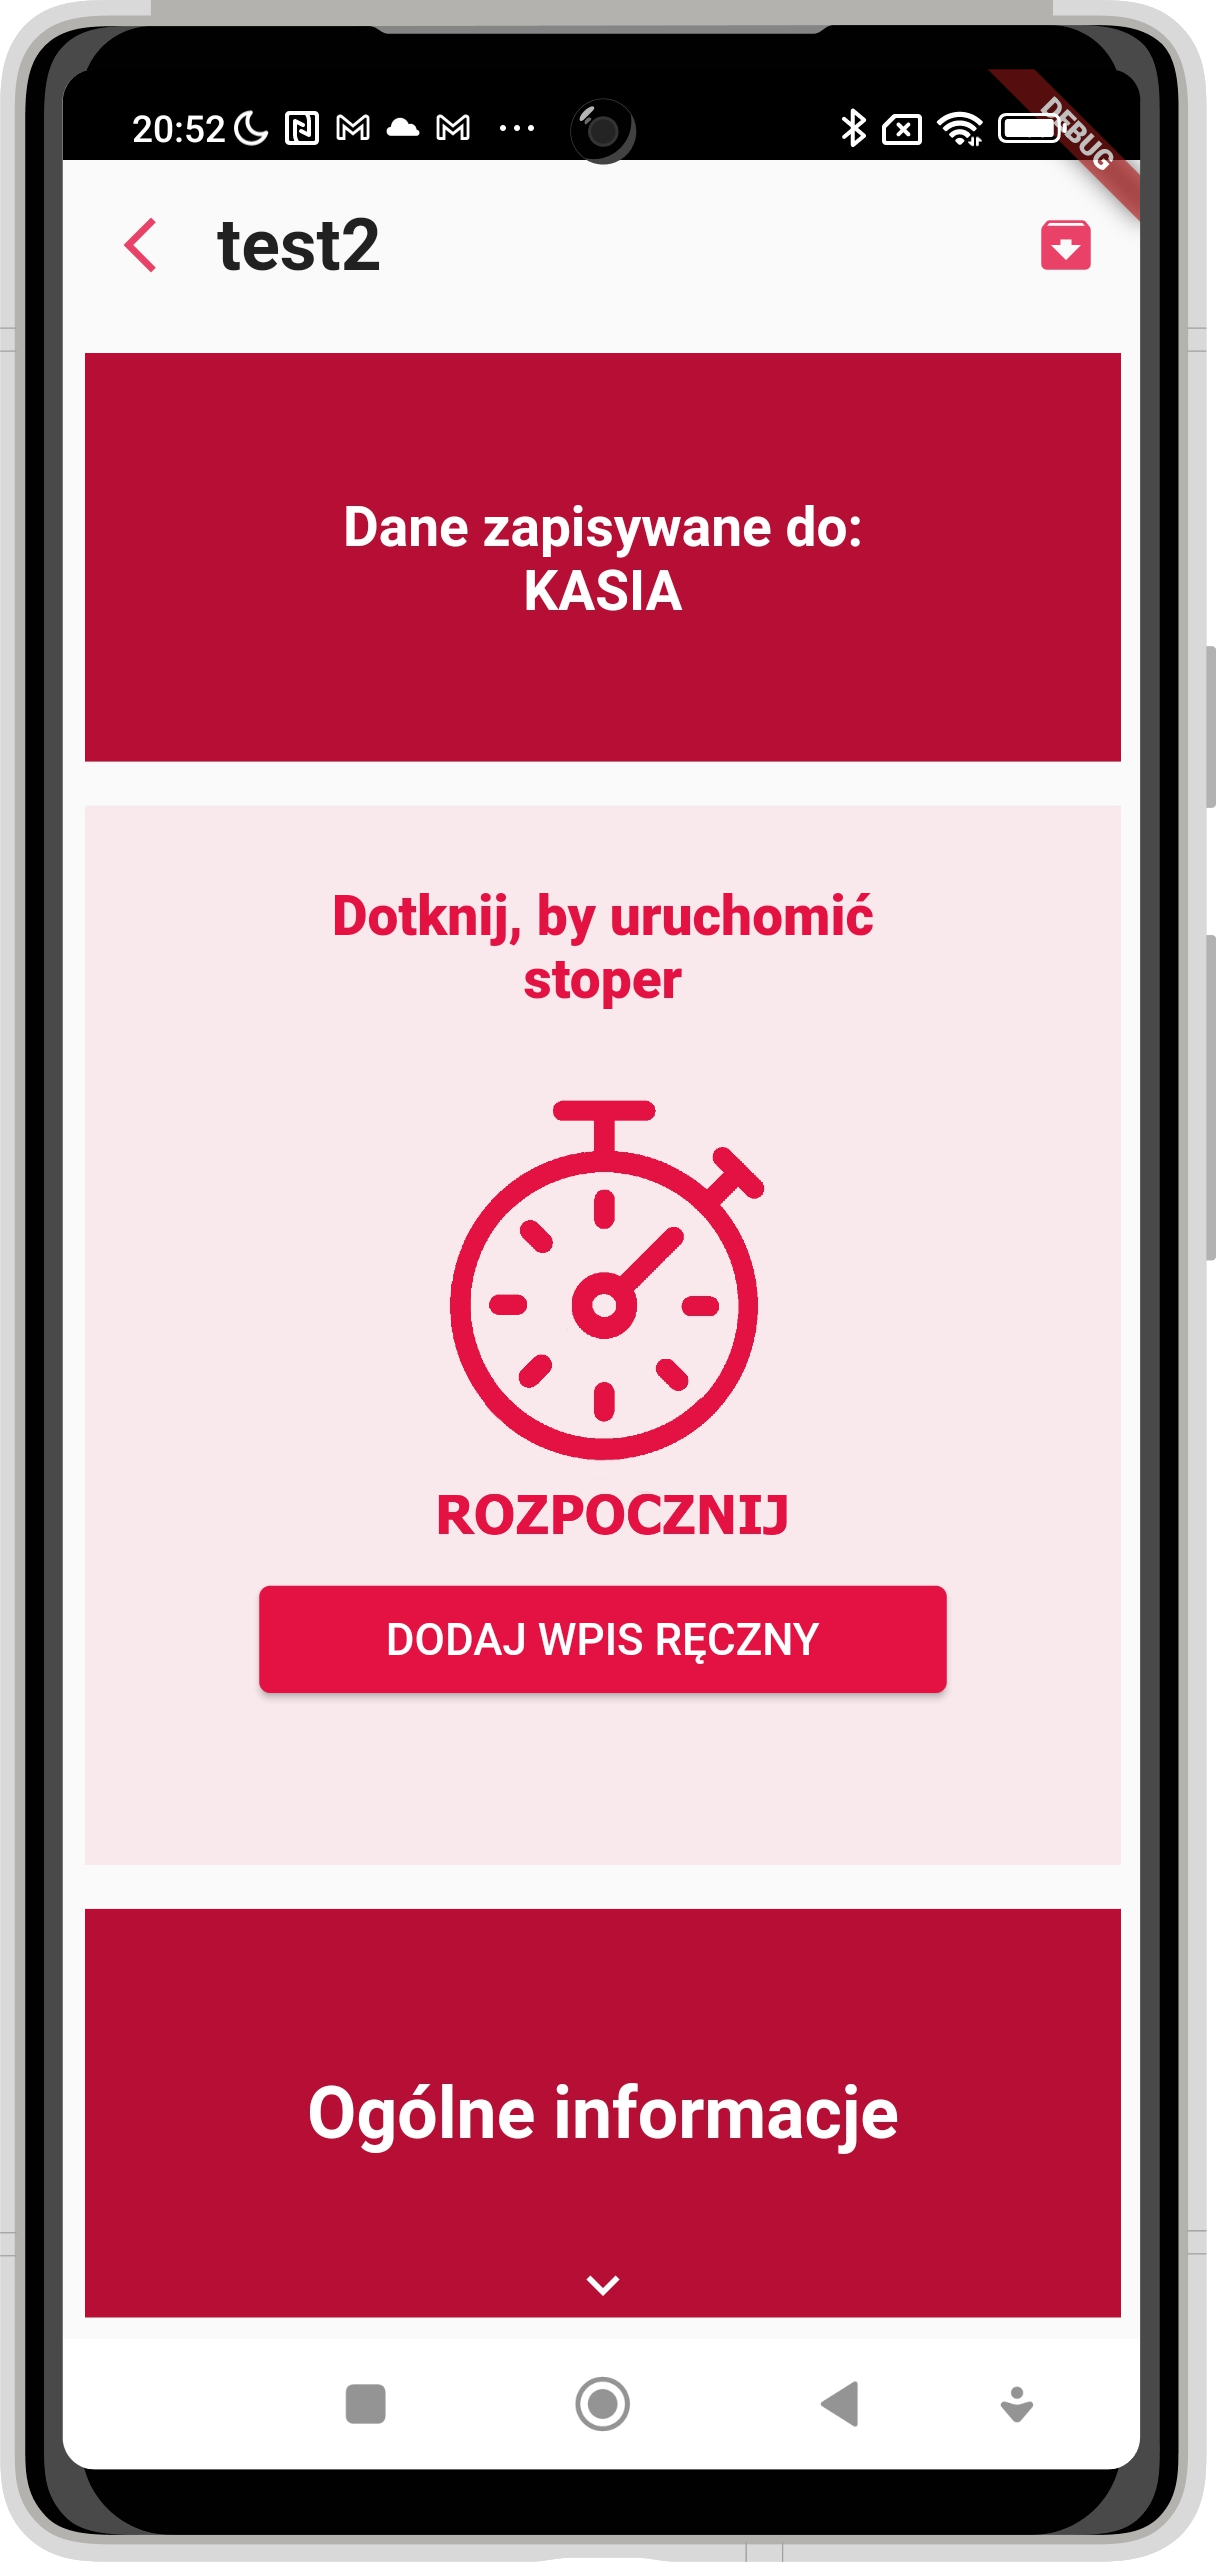 20:52
DEBUG
test2
Dane zapisywane do:
KASIA
Dotknij, by uruchomić
stoper
ROZPOCZNIJ
DODAJ WPIS RĘCZNY
Ogólne informacje